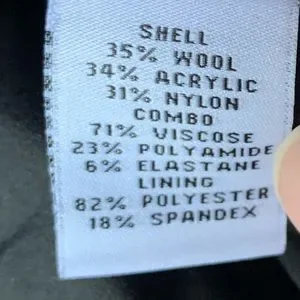 SHELL
35% WOOL
34% ACRYLIC
31% NYLON
COMBO
71% VISCOSE
23% POLYAMIDE
6% ELASTANE
LINING
82% POLYESTER
18% SPANDEX